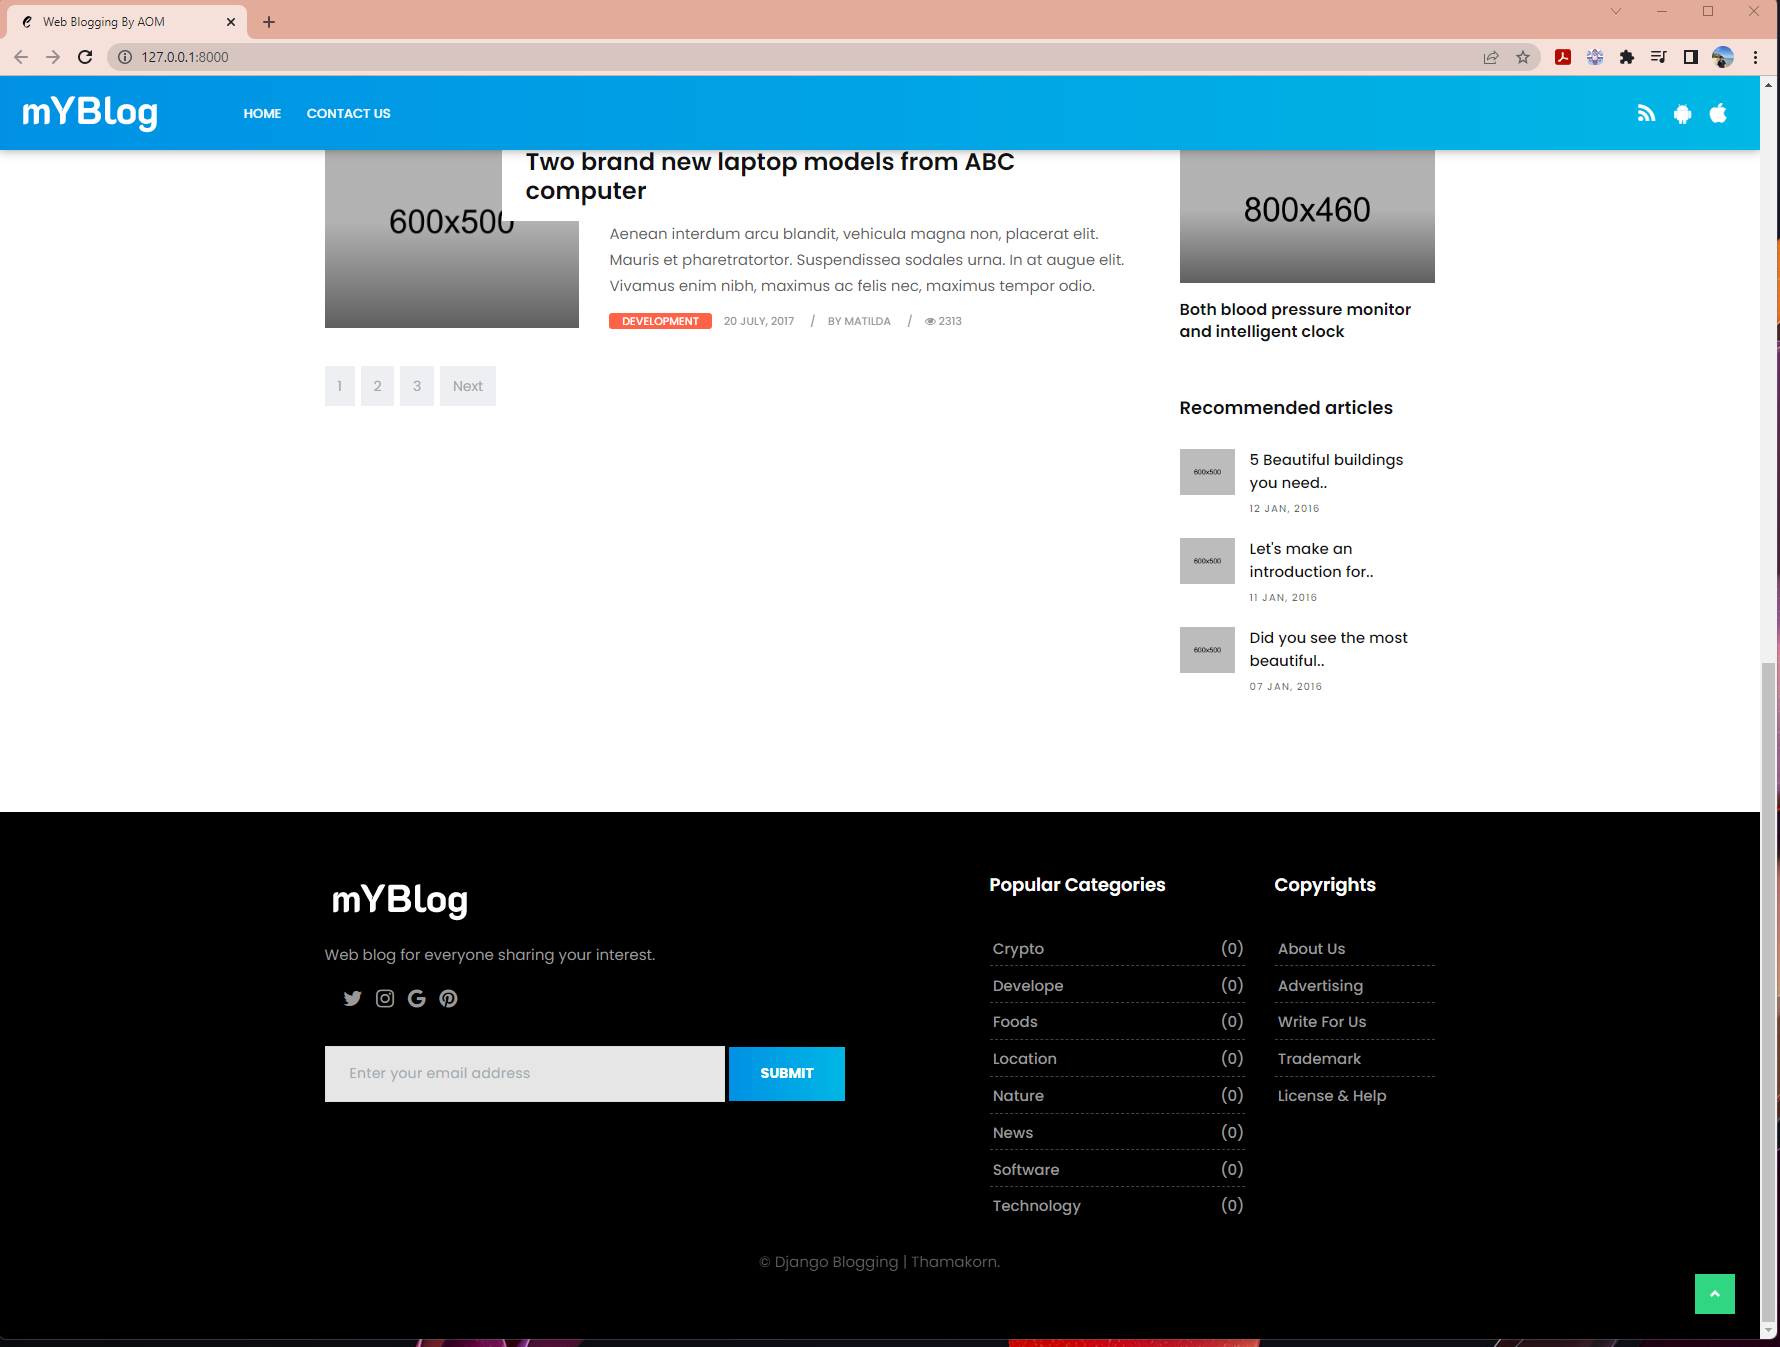 Web Blogging By AOM
127.0.0.1:8000
mYBlog
HOME
CONTACT US
600x500
Two brand new laptop models from ABC
computer
Aenean interdum arcu blandit, vehicula magna non, placerat elit.
Mauris et pharetratortor. Suspendissea sodales urna. In at augue elit.
Vivamus enim nibh, maximus ac felis nec, maximus tempor odio.
DEVELOPMENT 20 JULY, 2017 / BY MATILDA / 2313
1 2 3 Next
800x460
Both blood pressure monitor
and intelligent clock
Recommended articles
600x500
5 Beautiful buildings
you need..
12 JAN, 2016
600x500
Let's make an
introduction for..
11 JAN, 2016
600x500
Did you see the most
beautiful..
07 JAN, 2016
mYBlog
Web blog for everyone sharing your interest.
Enter your email address
SUBMIT
Popular Categories
Crypto (0)
Develope (0)
Foods (0)
Location (0)
Nature (0)
News (0)
Software (0)
Technology (0)
Copyrights
About Us
Advertising
Write For Us
Trademark
License & Help
© Django Blogging | Thamakorn.